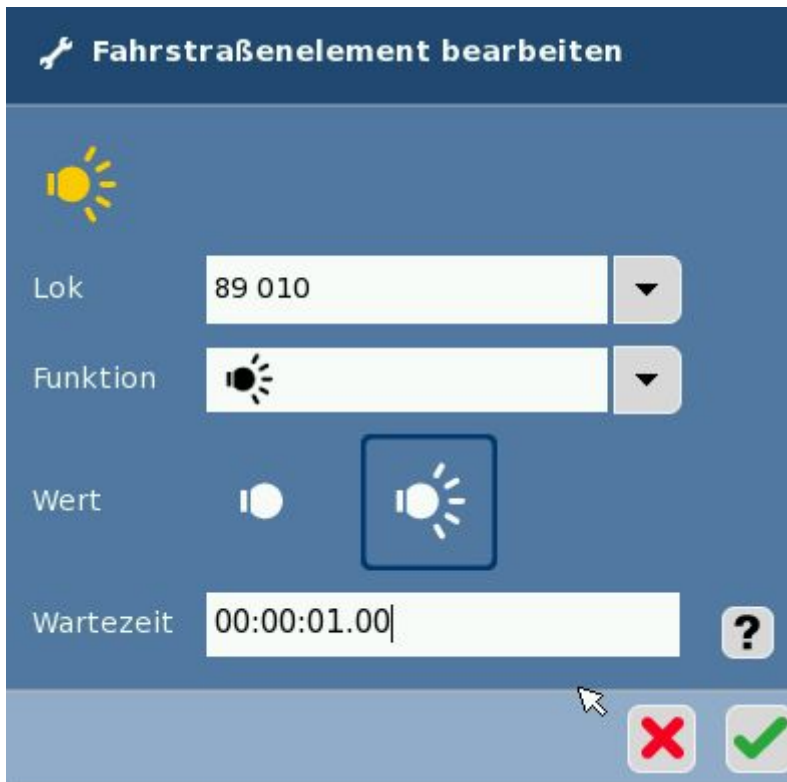 Fahrstraßenelement bearbeiten
Lok 89 010
Funktion
Wert
Wartezeit 00:00:01.00
?